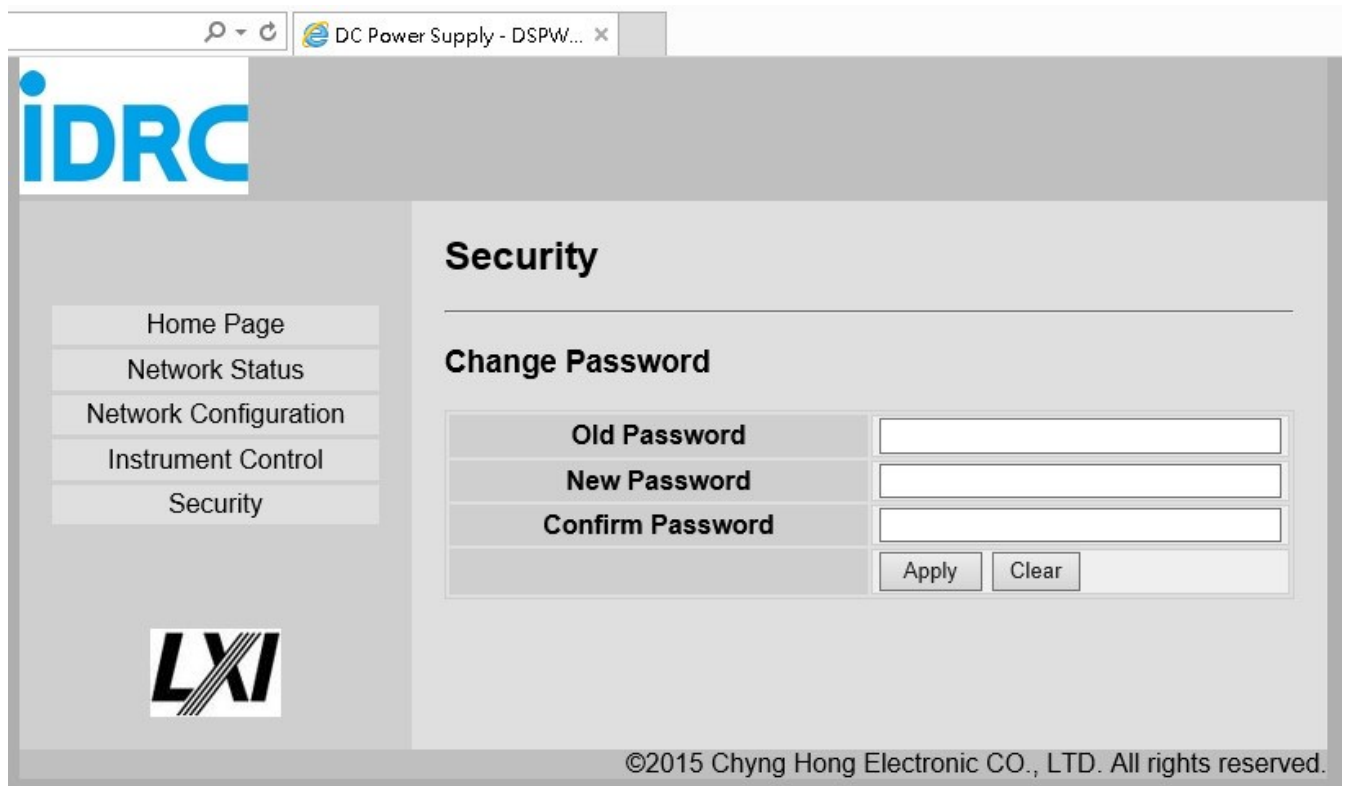 DC Power Supply - DSPW...
iDRC
Security
Home Page
Network Status
Network Configuration
Instrument Control
Security
Change Password
Old Password
New Password
Confirm Password
Apply Clear
LXI
©2015 Chyng Hong Electronic CO., LTD. All rights reserved.